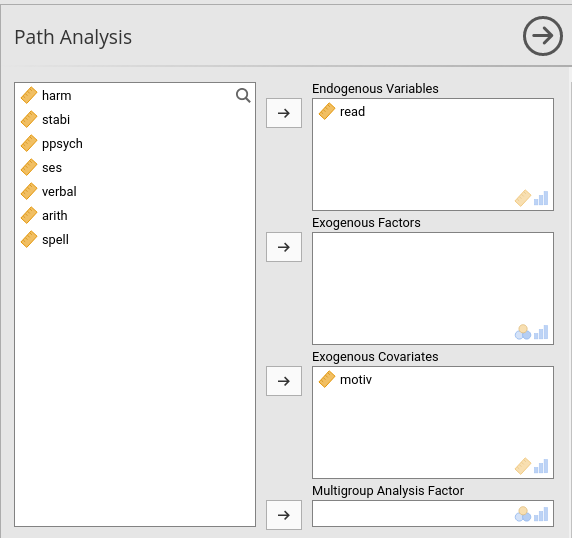 Path Analysis
harm
stabi
ppsych
ses
verbal
arith
spell
Endogenous Variables
read
Exogenous Factors
Exogenous Covariates
motiv
Multigroup Analysis Factor